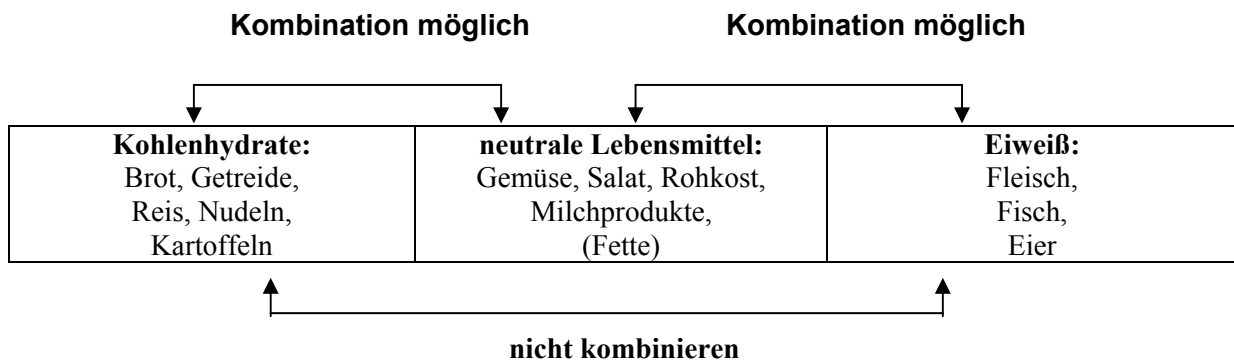 Kombination möglich
Kombination möglich
Kohlenhydrate:
Brot, Getreide,
Reis, Nudeln,
Kartoffeln
neutrale Lebensmittel:
Gemüse, Salat, Rohkost,
Milchprodukte,
(Fette)
Eiweiß:
Fleisch,
Fisch,
Eier
nicht kombinieren